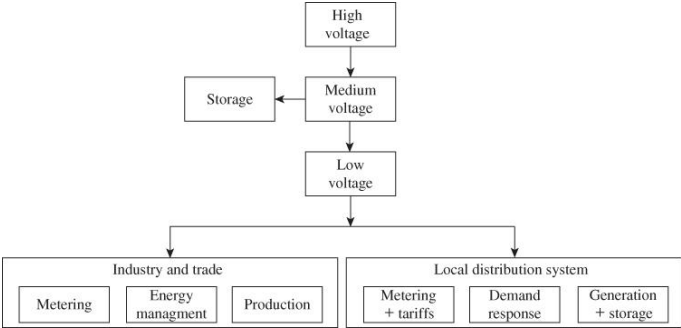 High
voltage
Storage
Medium
voltage
Low
voltage
Industry and trade
Metering
Energy
managment
Production
Local distribution system
Metering
+ tariffs
Demand
response
Generation
+ storage